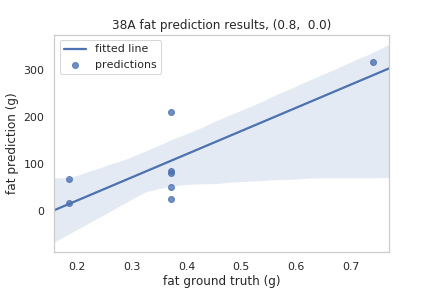 38A fat prediction results, (0.8, 0.0)
fitted line
predictions
fat prediction (g)
300
200
100
0
0.2 0.3 0.4 0.5 0.6 0.7
fat ground truth (g)